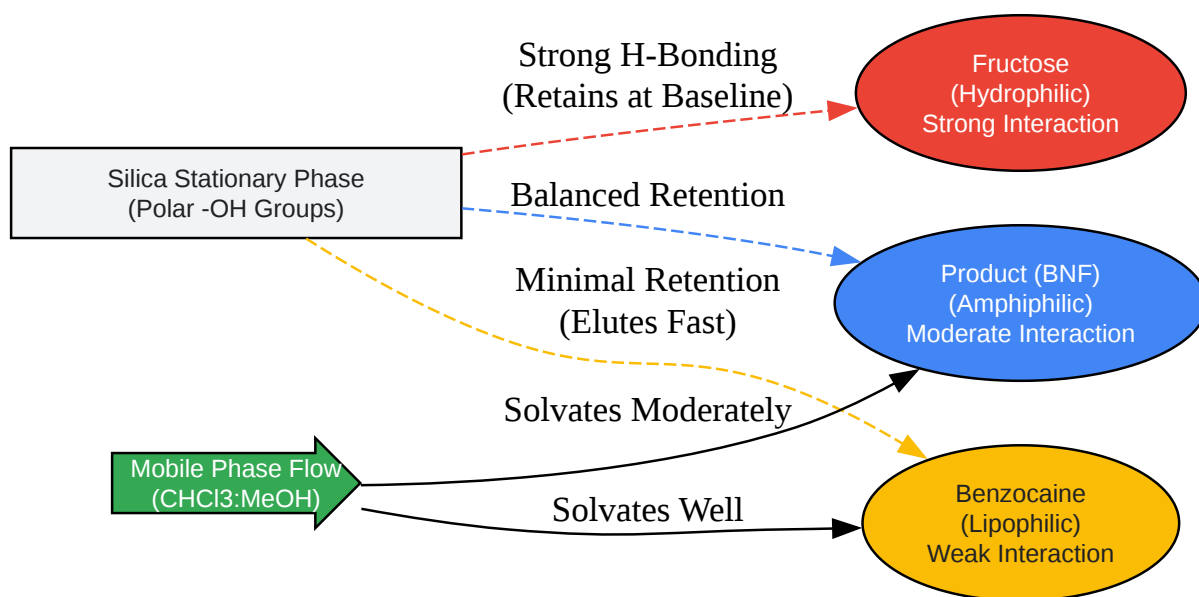 Strong H-Bonding
(Retains at Baseline)
Fructose
(Hydrophilic)
Strong Interaction
Silica Stationary Phase
(Polar -OH Groups)
Balanced Retention
Product (BNF)
(Amphiphilic)
Moderate Interaction
Minimal Retention
(Elutes Fast)
Solvates Moderately
Mobile Phase Flow
(CHCl3:MeOH)
Solvates Well
Benzocaine
(Lipophilic)
Weak Interaction